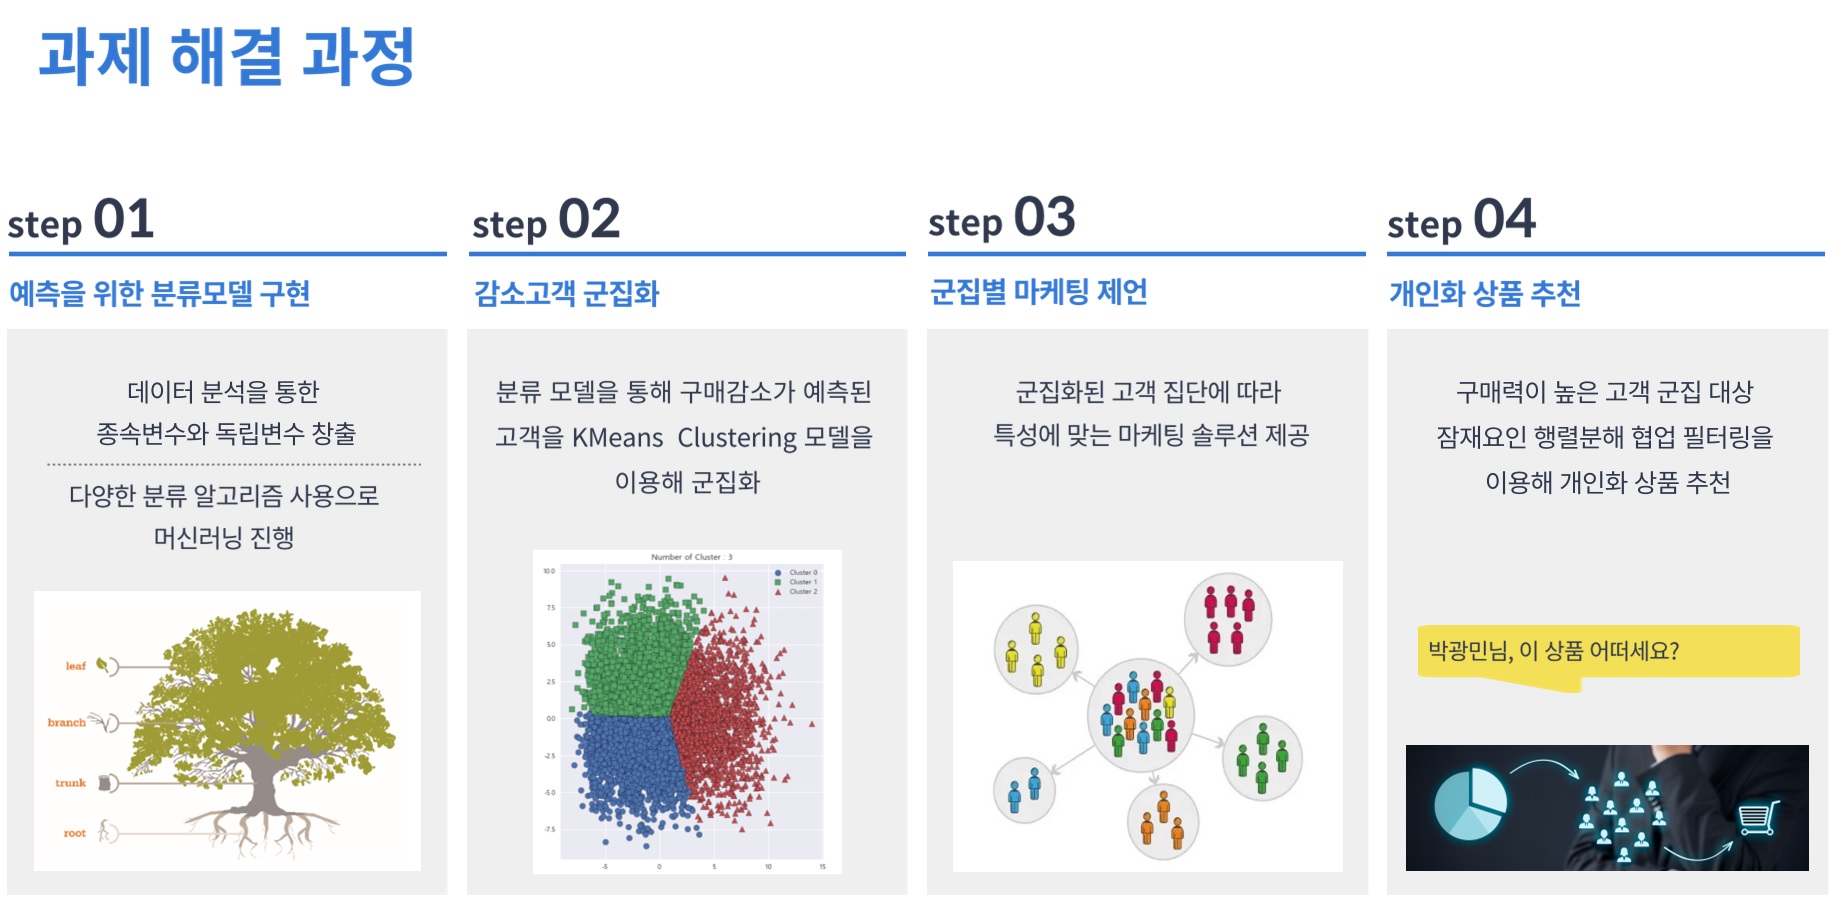 과제 해결 과정
step 01
예측을 위한 분류모델 구현
데이터 분석을 통한
종속변수와 독립변수 창출
다양한 분류 알고리즘 사용으로
머신러닝 진행
leaf
branch
trunk
root
step 02
감소고객 군집화
분류 모델을 통해 구매감소가 예측된
고객을 KMeans  Clustering 모델을
이용해 군집화
Number of Cluster : 3
Cluster 0
Cluster 1
Cluster 2
10.0
7.5
5.0
2.5
0.0
-2.5
-5.0
-7.5
-5 0 5 10 15
step 03
군집별 마케팅 제언
군집화된 고객 집단에 따라
특성에 맞는 마케팅 솔루션 제공
step 04
개인화 상품 추천
구매력이 높은 고객 군집 대상
잠재요인 행렬분해 협업 필터링을
이용해 개인화 상품 추천
박광민님, 이 상품 어떠세요?